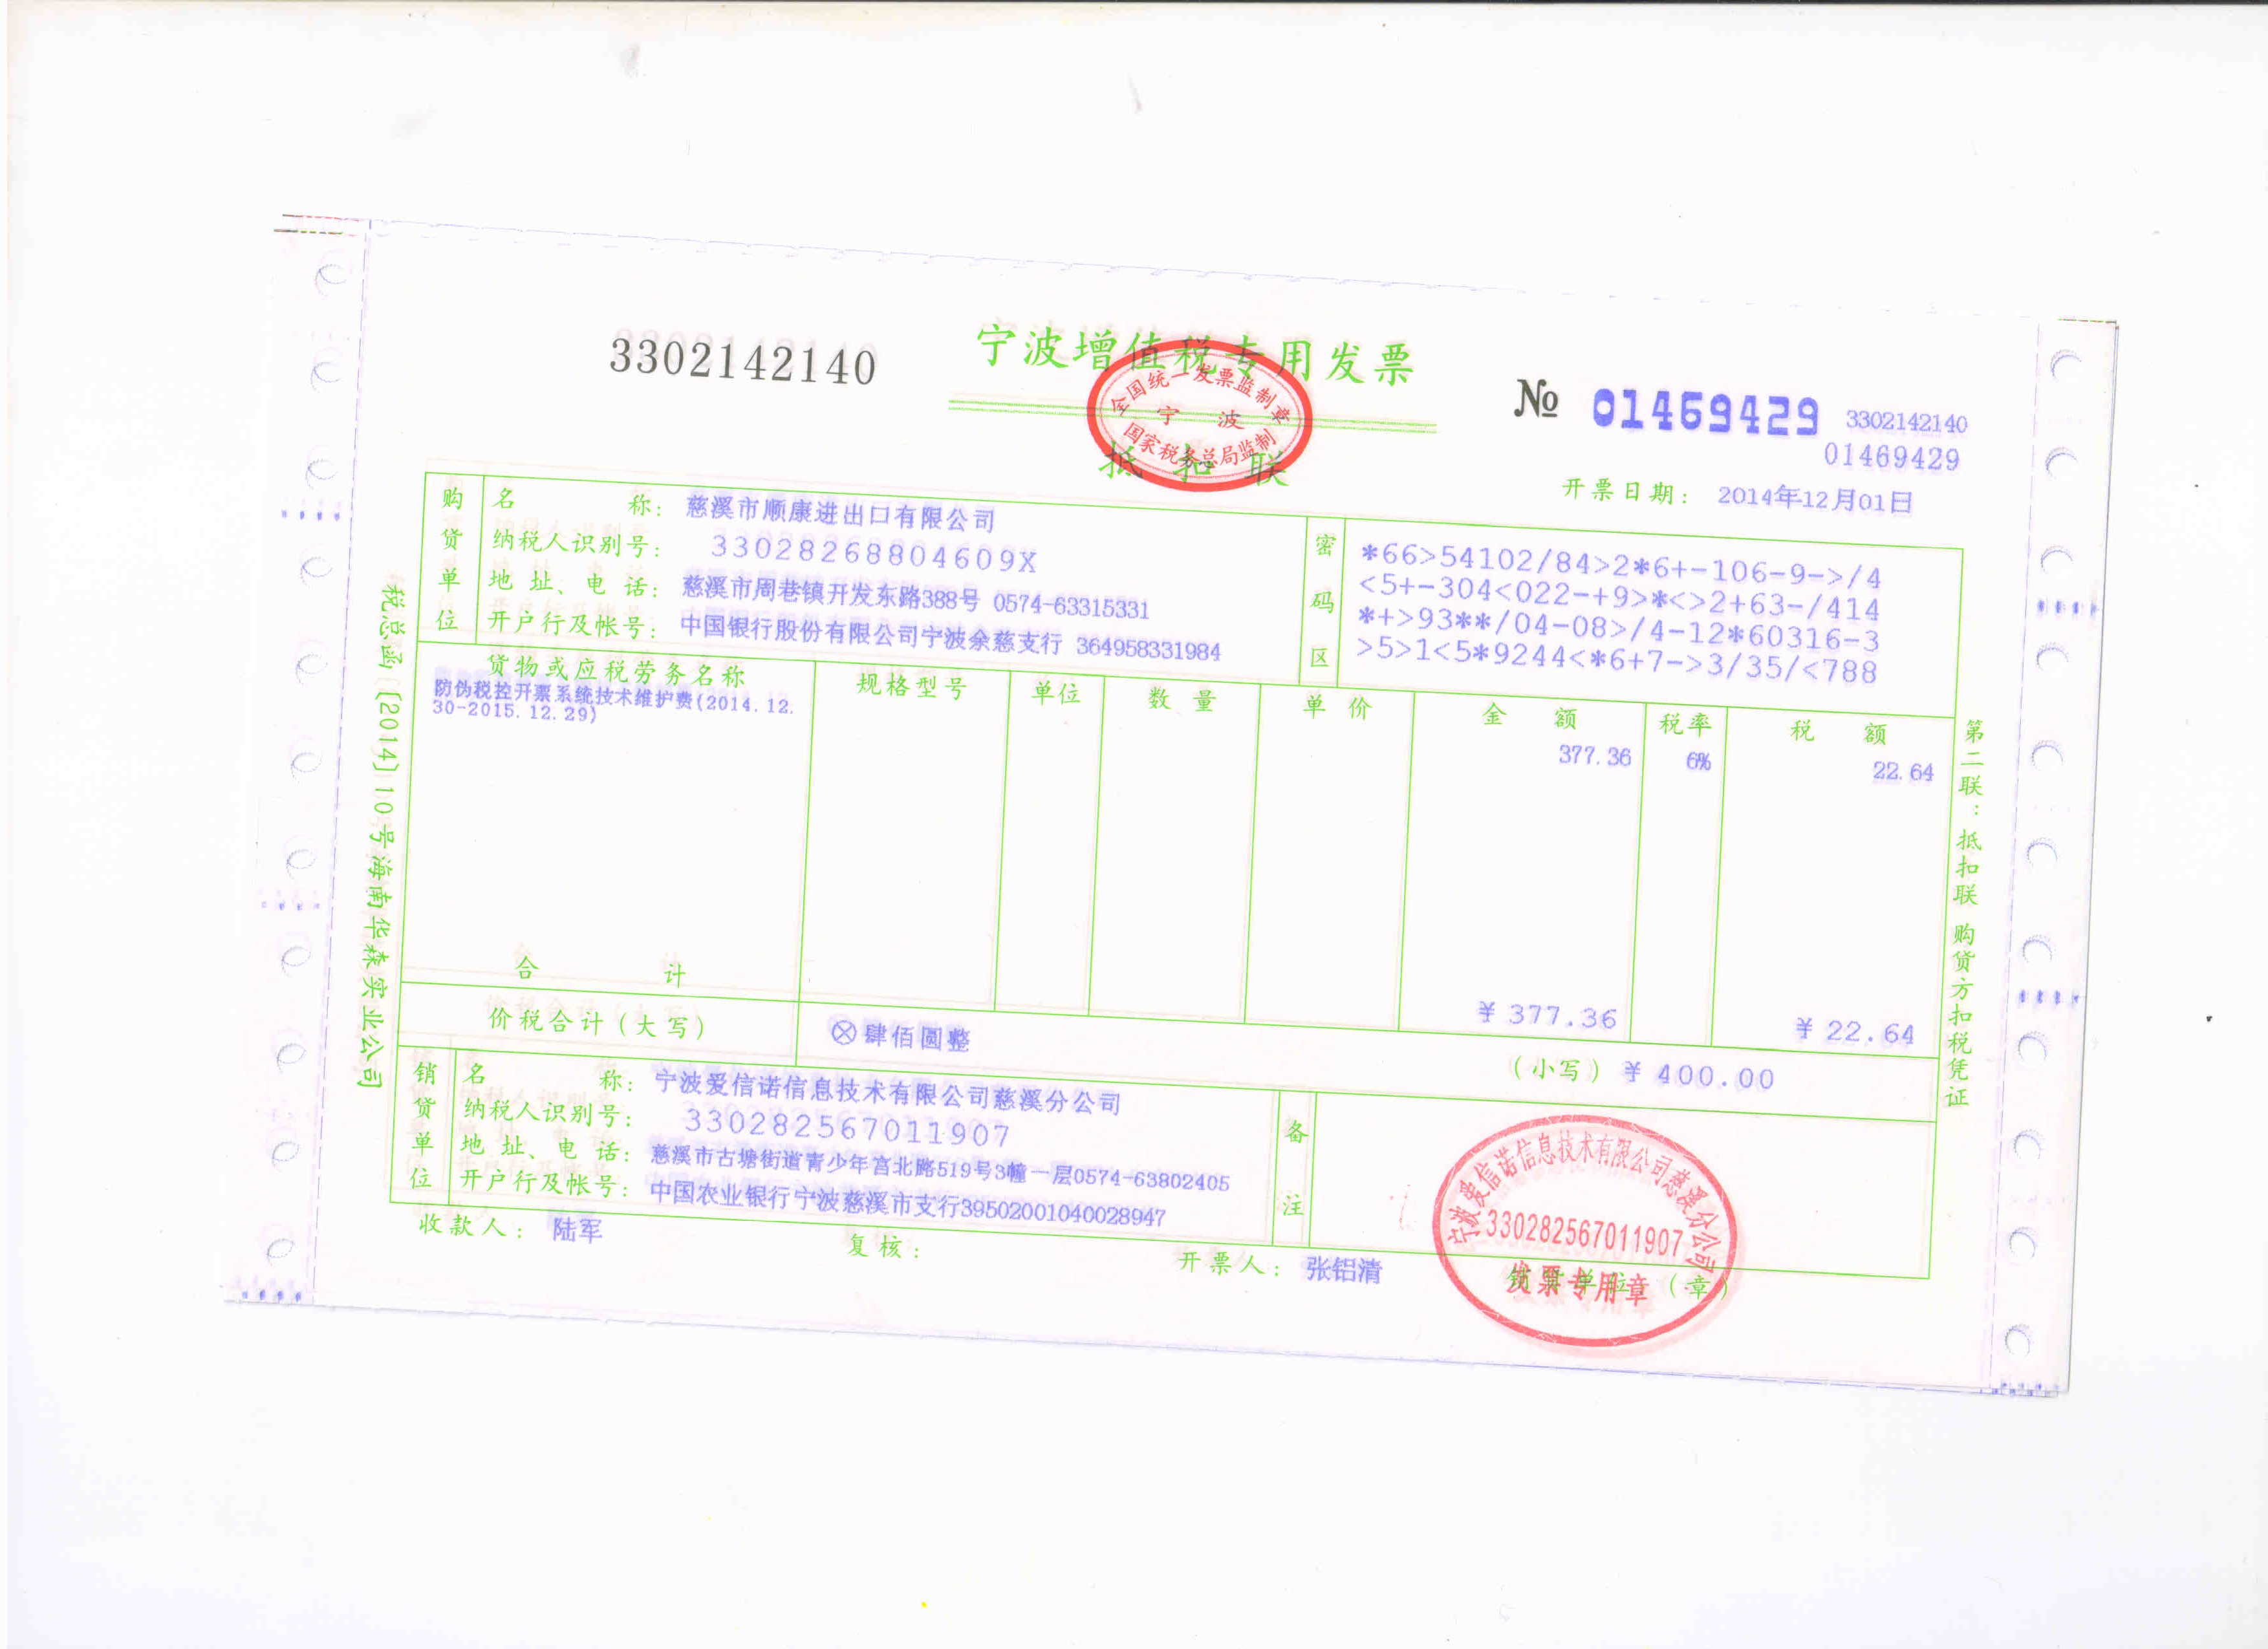 3302142140
宁波增值税专用发票
全国统一发票监制章
宁 波
国家税务总局监制
抵扣联
№ 01469429 3302142140
01469429
开票日期: 2014年12月01日
购货单位
名 称: 慈溪市顺康进出口有限公司
纳税人识别号: 33028268804609X
地址、电话: 慈溪市周巷镇开发东路388号 0574-63315331
开户行及帐号: 中国银行股份有限公司宁波余慈支行 364958331984
密码区
*66>54102/84>2*6+-106-9->/4
<5+-304<022-+9>*<>2+63-/414
*+>93**/04-08>/4-12*60316-3
>5>1<5*9244<*6+7->3/35/<788
货物或应税劳务名称 规格型号 单位 数 量 单 价 金 额 税率 税 额
防伪税控开票系统技术维护费(2014.12.
30-2015.12.29)
377.36 6% 22.64
合 计 ¥377.36 ¥22.64
价税合计(大写) ⊗肆佰圆整 (小写) ¥400.00
销货单位
名 称: 宁波爱信诺信息技术有限公司慈溪分公司
纳税人识别号: 330282567011907
地址、电话: 慈溪市古塘街道青少年宫北路519号3幢一层0574-63802405
开户行及帐号: 中国农业银行宁波慈溪市支行39502001040028947
备注
收款人: 陆军 复核: 开票人: 张铝清 销货单位(章)
宁波爱信诺信息技术有限公司慈溪分公司
330282567011907
发票专用章
税总函[2014]10号海南华森实业公司
第二联:抵扣联 购货方扣税凭证